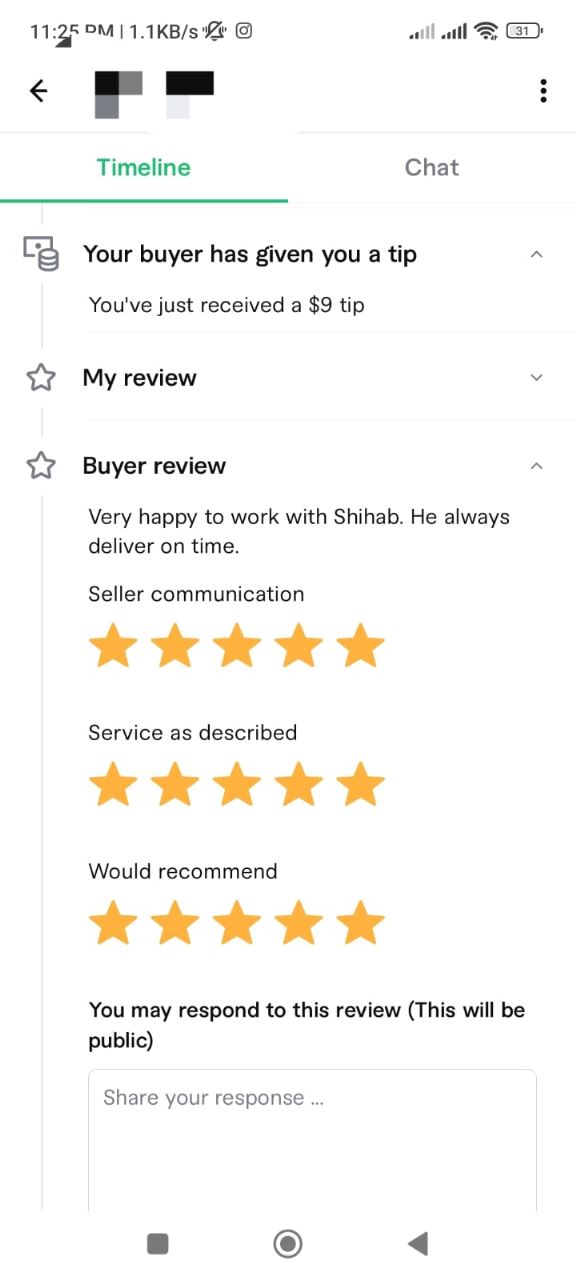 11:25 PM | 1.1KB/s
31
Timeline
Chat
Your buyer has given you a tip
You've just received a $9 tip
My review
Buyer review
Very happy to work with Shihab. He always
deliver on time.
Seller communication
Service as described
Would recommend
You may respond to this review (This will be
public)
Share your response ...